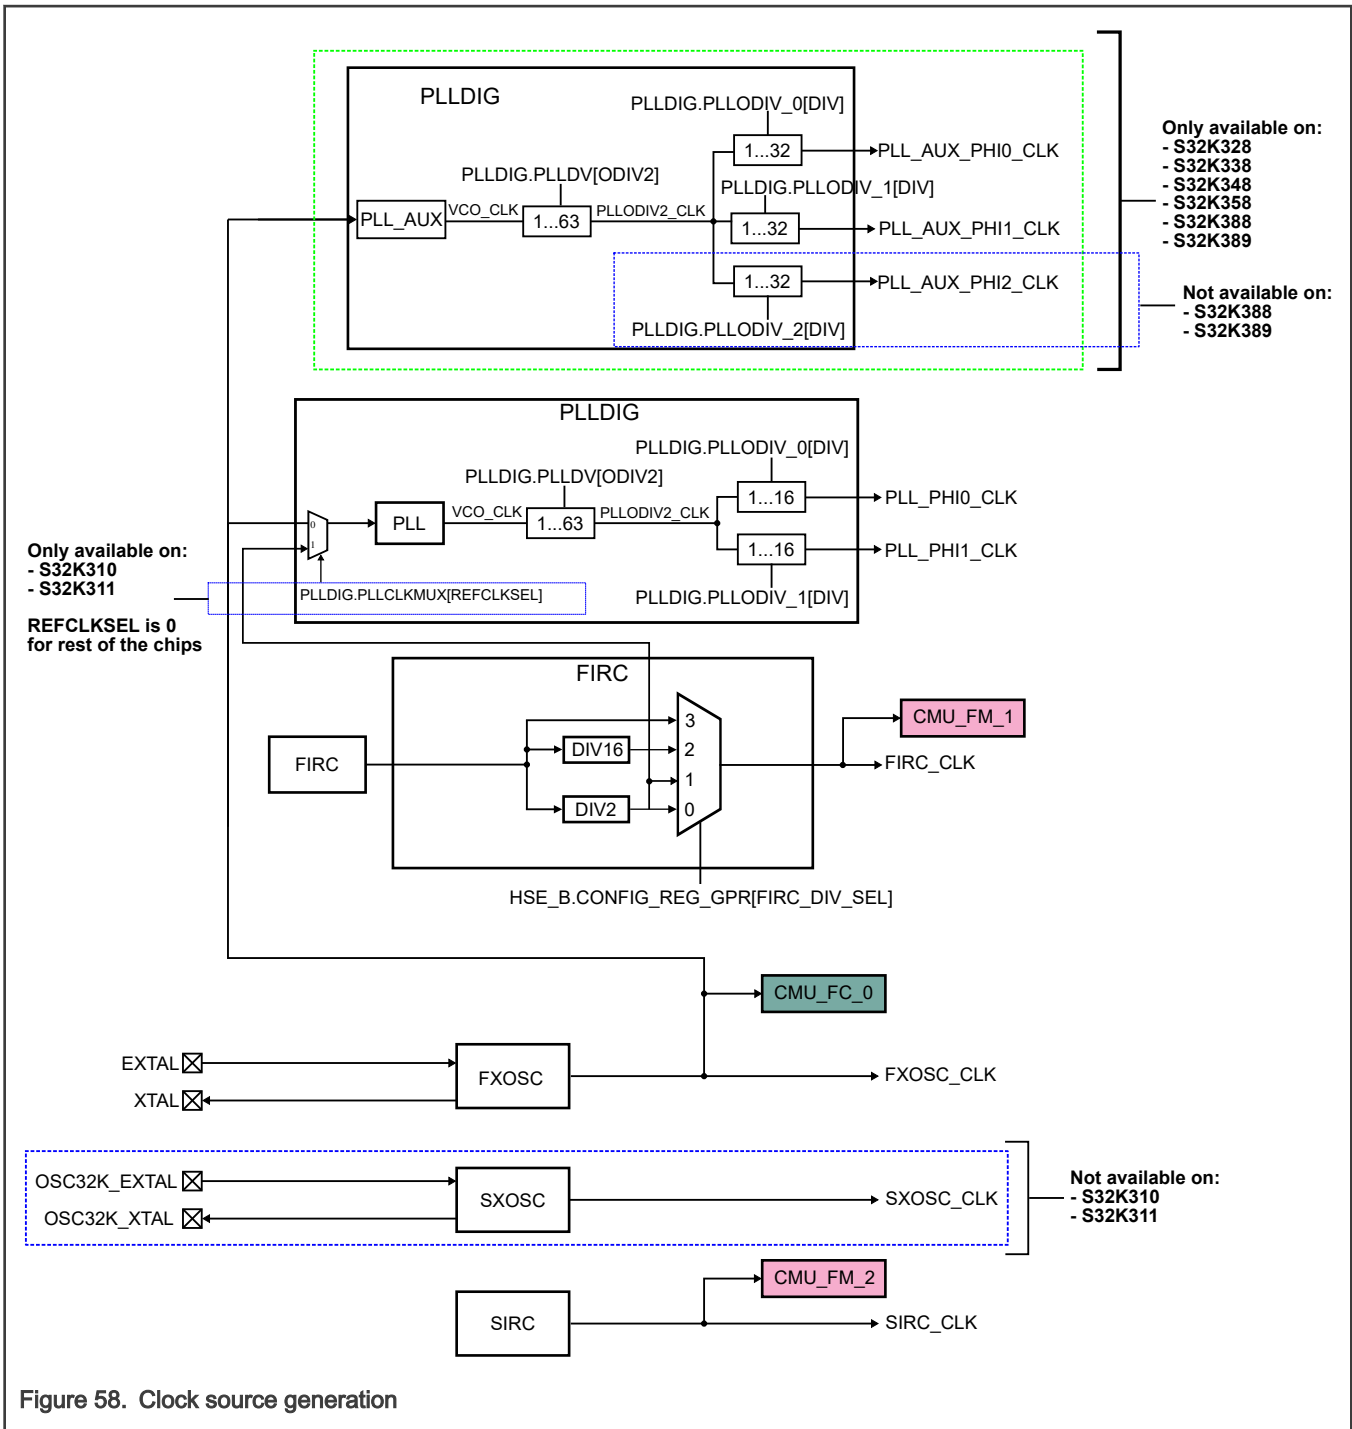 PLLDIG
PLLDIG.PLLODIV_0[DIV]
1...32
PLL_AUX_PHI0_CLK
PLLDIG.PLLDV[ODIV2]
PLLDIG.PLLODIV_1[DIV]
PLL_AUX
VCO_CLK
1...63
PLLODIV2_CLK
1...32
PLL_AUX_PHI1_CLK
1...32
PLL_AUX_PHI2_CLK
PLLDIG.PLLODIV_2[DIV]
Only available on:
- S32K328
- S32K338
- S32K348
- S32K358
- S32K388
- S32K389
Not available on:
- S32K388
- S32K389
PLLDIG
PLLDIG.PLLODIV_0[DIV]
PLLDIG.PLLDV[ODIV2]
1...16
PLL_PHI0_CLK
0
1
PLL
VCO_CLK
1...63
PLLODIV2_CLK
1...16
PLL_PHI1_CLK
PLLDIG.PLLCLKMUX[REFCLKSEL]
PLLDIG.PLLODIV_1[DIV]
Only available on:
- S32K310
- S32K311
REFCLKSEL is 0
for rest of the chips
FIRC
FIRC
DIV16
DIV2
3
2
1
0
CMU_FM_1
FIRC_CLK
HSE_B.CONFIG_REG_GPR[FIRC_DIV_SEL]
CMU_FC_0
EXTAL
XTAL
FXOSC
FXOSC_CLK
OSC32K_EXTAL
OSC32K_XTAL
SXOSC
SXOSC_CLK
Not available on:
- S32K310
- S32K311
CMU_FM_2
SIRC
SIRC_CLK
Figure 58. Clock source generation